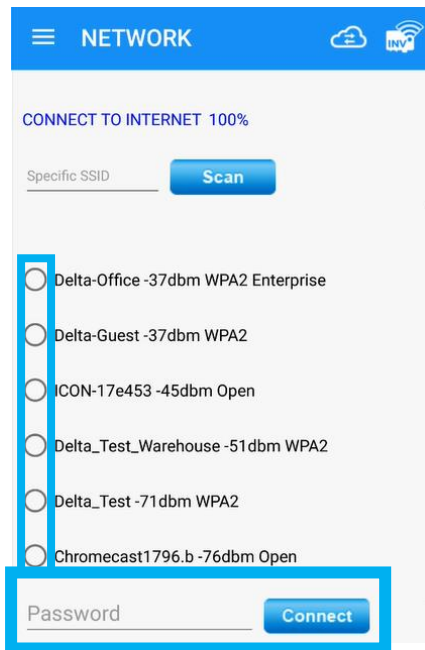 NETWORK
INV
CONNECT TO INTERNET 100%
Specific SSID Scan
Delta-Office -37dbm WPA2 Enterprise
Delta-Guest -37dbm WPA2
ICON-17e453 -45dbm Open
Delta_Test_Warehouse -51dbm WPA2
Delta_Test -71dbm WPA2
Chromecast1796.b -76dbm Open
Password Connect